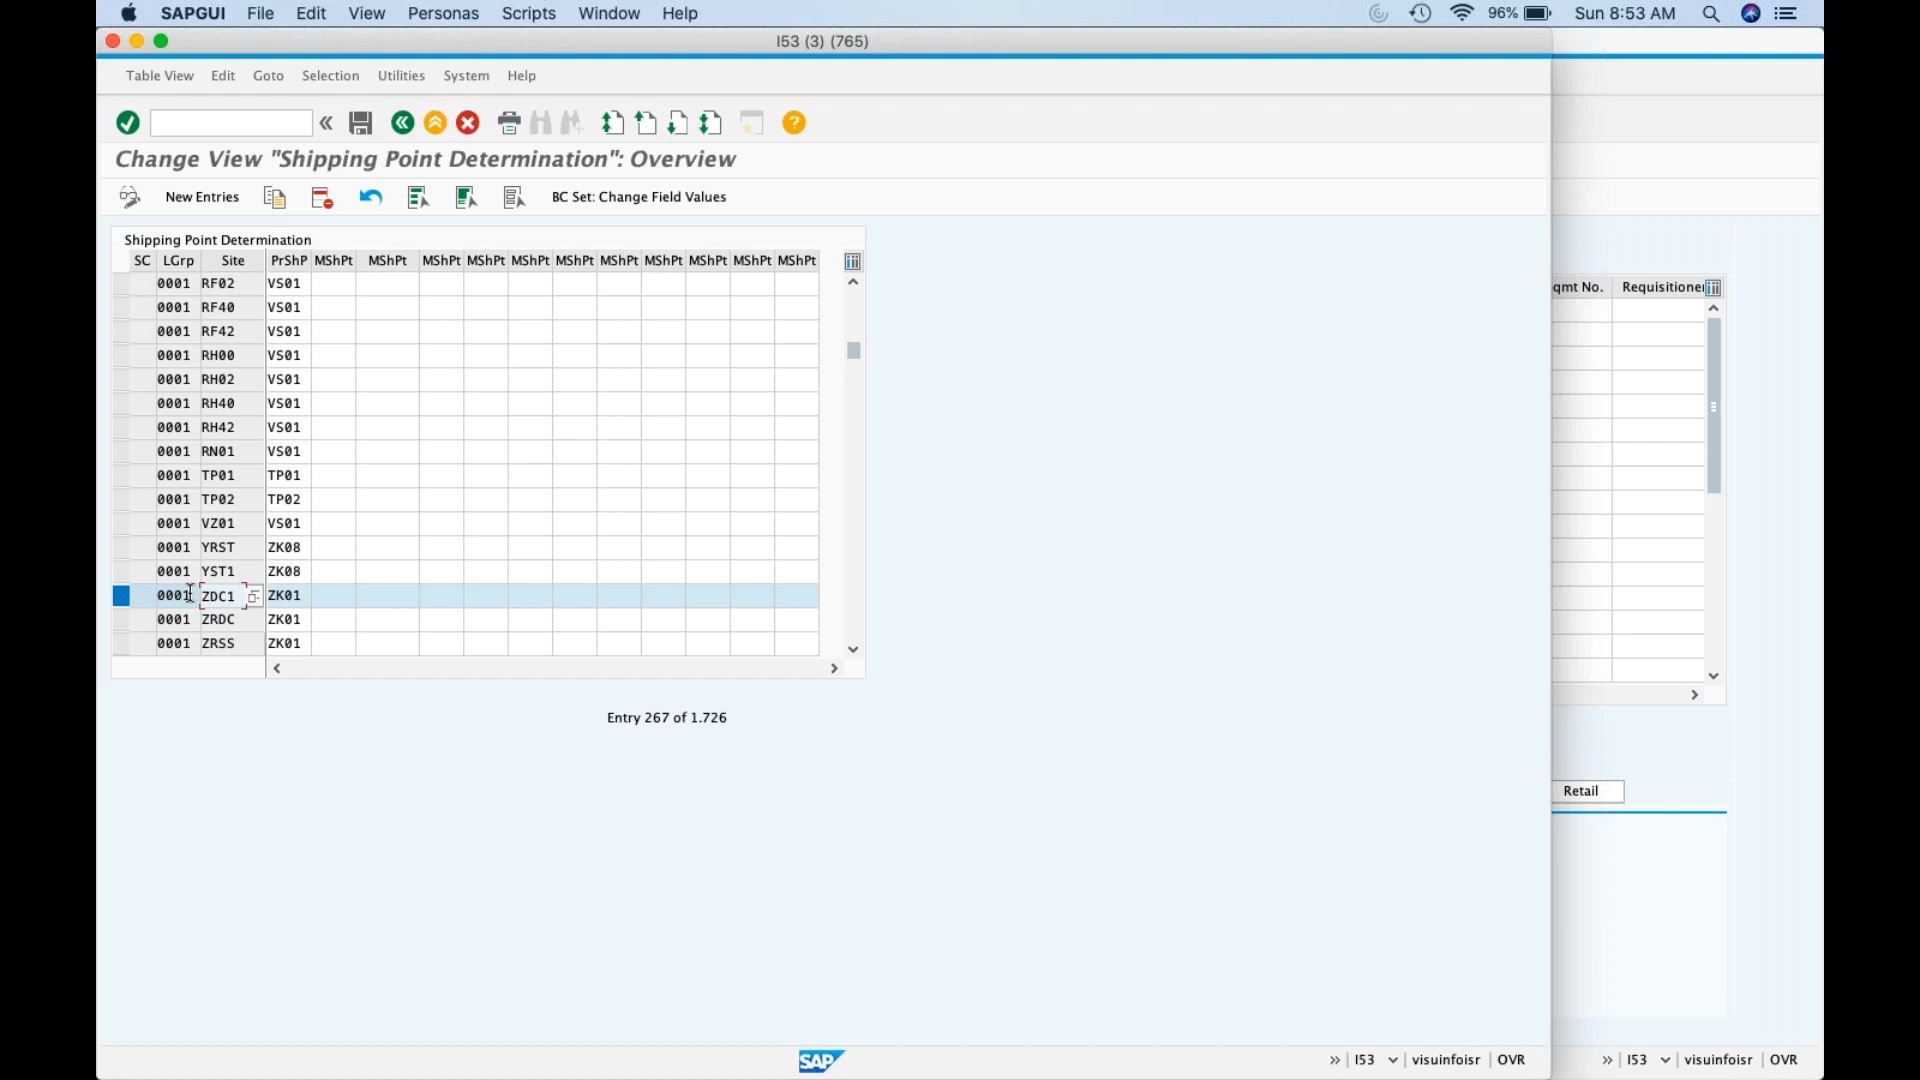 SAPGUI File Edit View Personas Scripts Window Help 96% Sun 8:53 AM
I53 (3) (765)
Table View Edit Goto Selection Utilities System Help
Change View "Shipping Point Determination": Overview
New Entries BC Set: Change Field Values
Shipping Point Determination
SC LGrp Site PrShP MShPt MShPt MShPt MShPt MShPt MShPt MShPt MShPt MShPt MShPt MShPt
0001 RF02 VS01
0001 RF40 VS01
0001 RF42 VS01
0001 RH00 VS01
0001 RH02 VS01
0001 RH40 VS01
0001 RH42 VS01
0001 RN01 VS01
0001 TP01 TP01
0001 TP02 TP02
0001 VZ01 VS01
0001 YRST ZK08
0001 YST1 ZK08
0001 ZDC1 ZK01
0001 ZRDC ZK01
0001 ZRSS ZK01
Entry 267 of 1.726
qmt No. Requisitioner
Retail
SAP
I53 visuinfoisr OVR
I53 visuinfoisr OVR